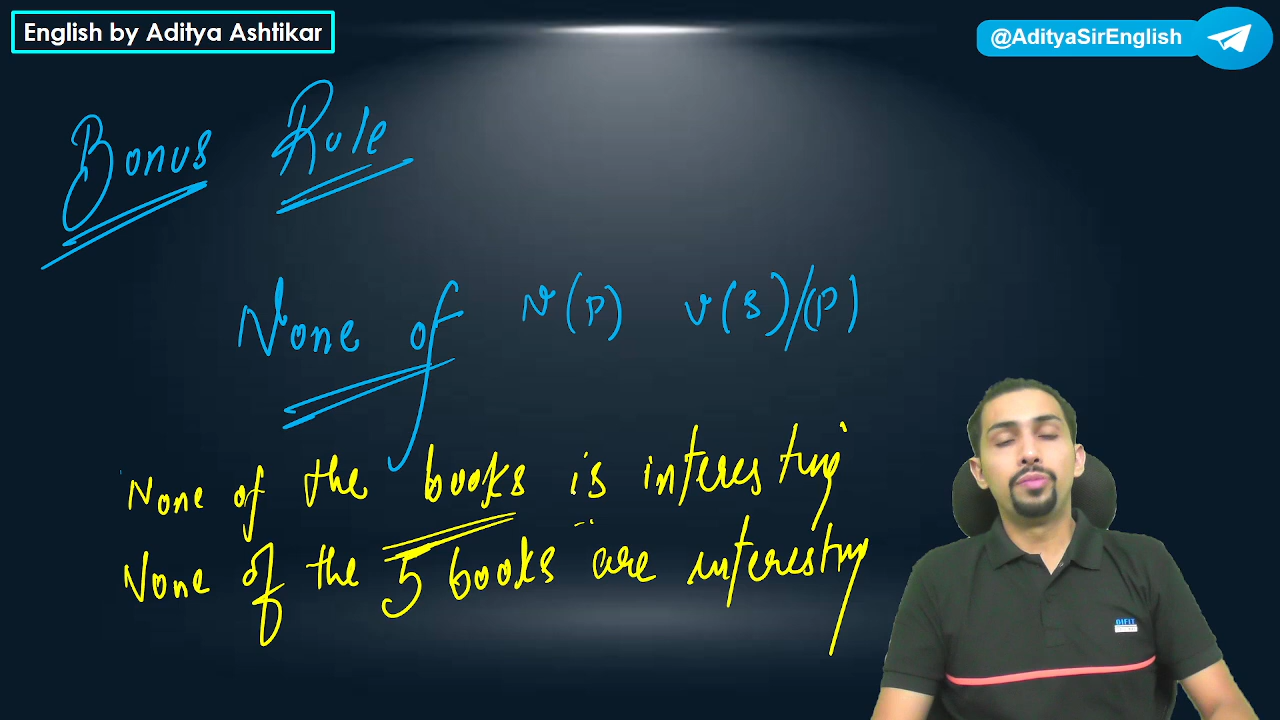 English by Aditya Ashtikar
@AdityaSirEnglish
Bonus Rule
None of N(P) V(S)/(P)
None of the books is interesting
None of the 5 books are interesting